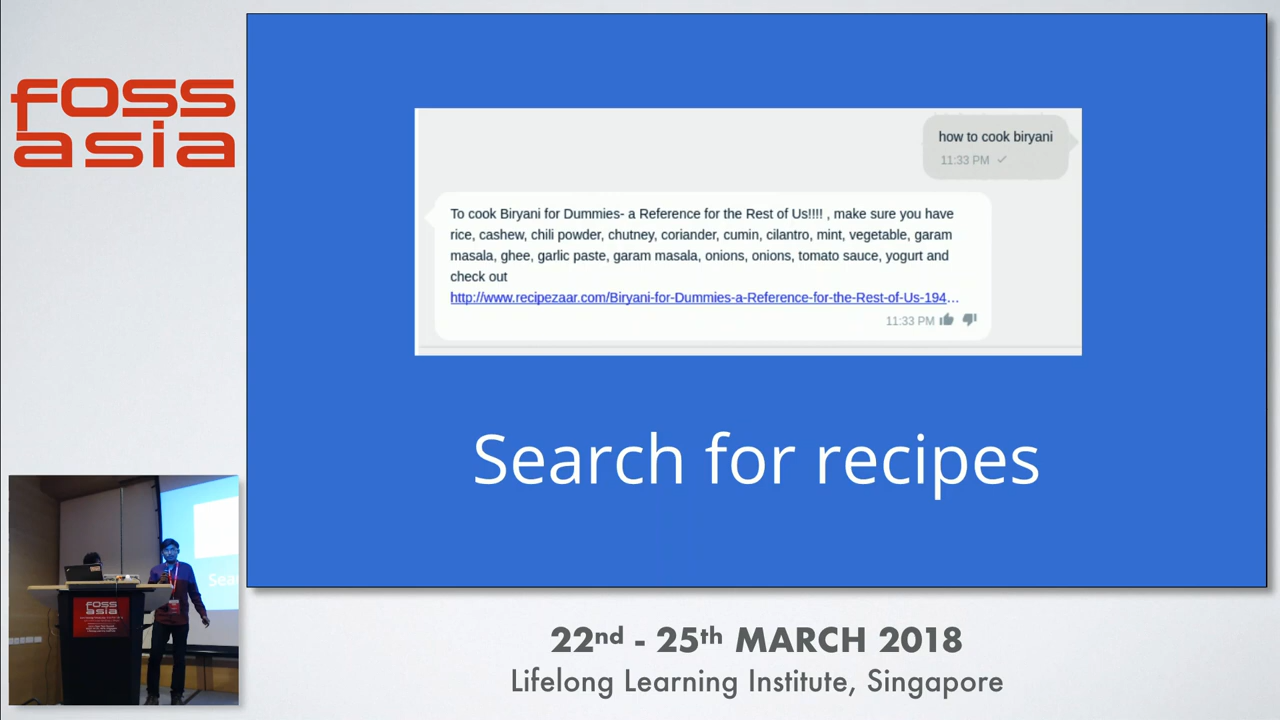 foss
asia
how to cook biryani
11:33 PM
To cook Biryani for Dummies- a Reference for the Rest of Us!!!! , make sure you have
rice, cashew, chili powder, chutney, coriander, cumin, cilantro, mint, vegetable, garam
masala, ghee, garlic paste, garam masala, onions, onions, tomato sauce, yogurt and
check out
http://www.recipezaar.com/Biryani-for-Dummies-a-Reference-for-the-Rest-of-Us-194...
11:33 PM
Search for recipes
Sea
foss
asia
22nd - 25th MARCH 2018
Lifelong Learning Institute, Singapore